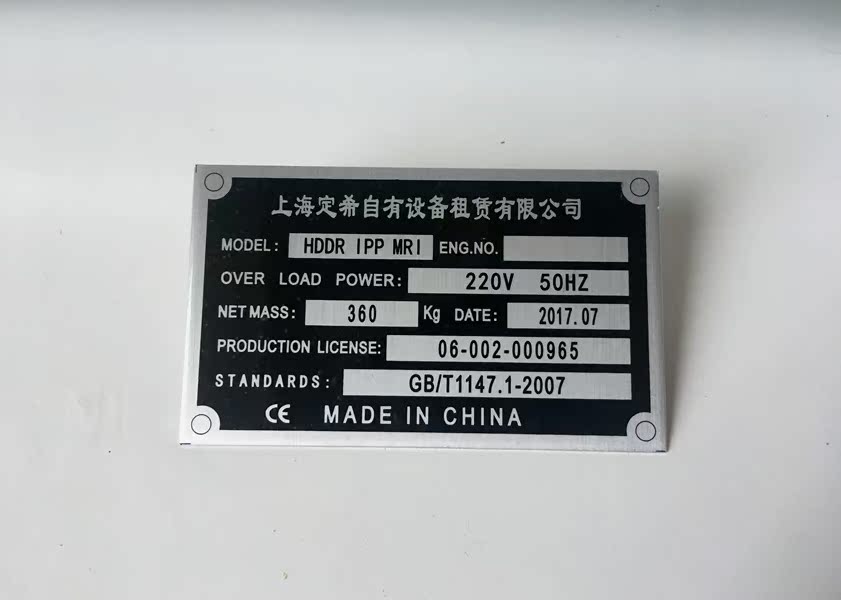 上海定希自有设备租赁有限公司
MODEL: HDDR IPP MRI ENG.NO.
OVER LOAD POWER: 220V 50HZ
NET MASS: 360 Kg DATE: 2017.07
PRODUCTION LICENSE: 06-002-000965
STANDARDS: GB/T1147.1-2007
CE MADE IN CHINA